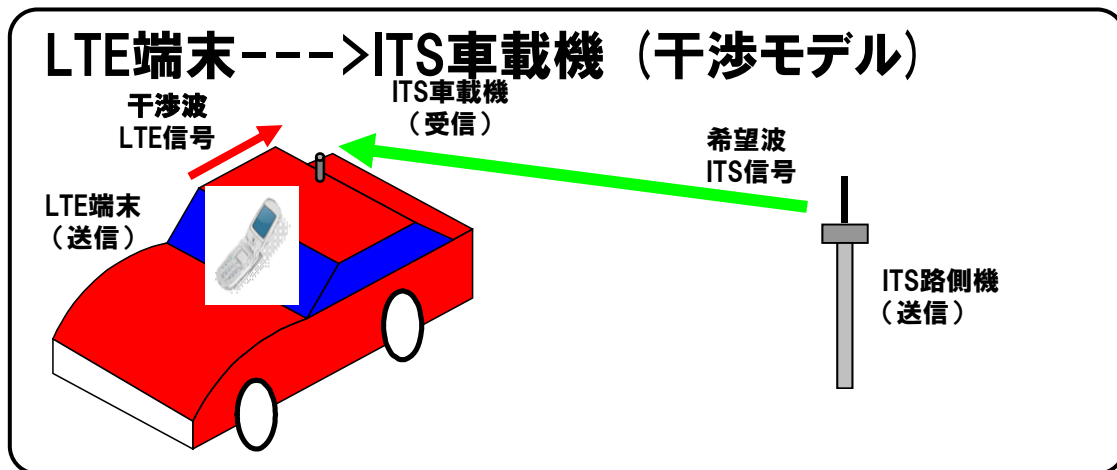 LTE端末--->ITS車載機（干渉モデル）
干渉波
LTE信号
ITS車載機
（受信）
希望波
ITS信号
LTE端末
（送信）
ITS路側機
（送信）